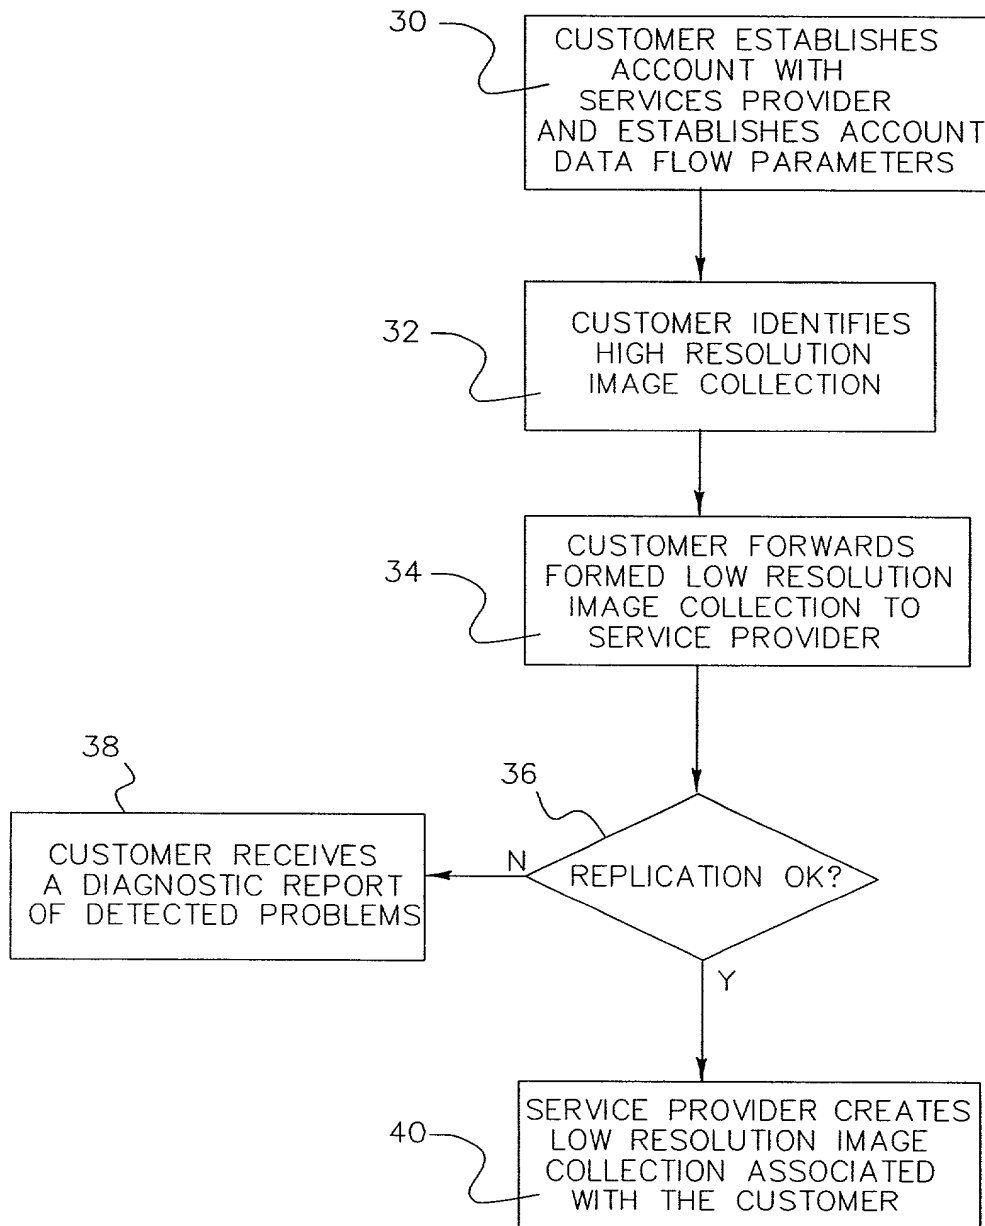 30
CUSTOMER ESTABLISHES
ACCOUNT WITH
SERVICES PROVIDER
AND ESTABLISHES ACCOUNT
DATA FLOW PARAMETERS
32
CUSTOMER IDENTIFIES
HIGH RESOLUTION
IMAGE COLLECTION
34
CUSTOMER FORWARDS
FORMED LOW RESOLUTION
IMAGE COLLECTION TO
SERVICE PROVIDER
36
REPLICATION OK?
N
38
CUSTOMER RECEIVES
A DIAGNOSTIC REPORT
OF DETECTED PROBLEMS
Y
40
SERVICE PROVIDER CREATES
LOW RESOLUTION IMAGE
COLLECTION ASSOCIATED
WITH THE CUSTOMER